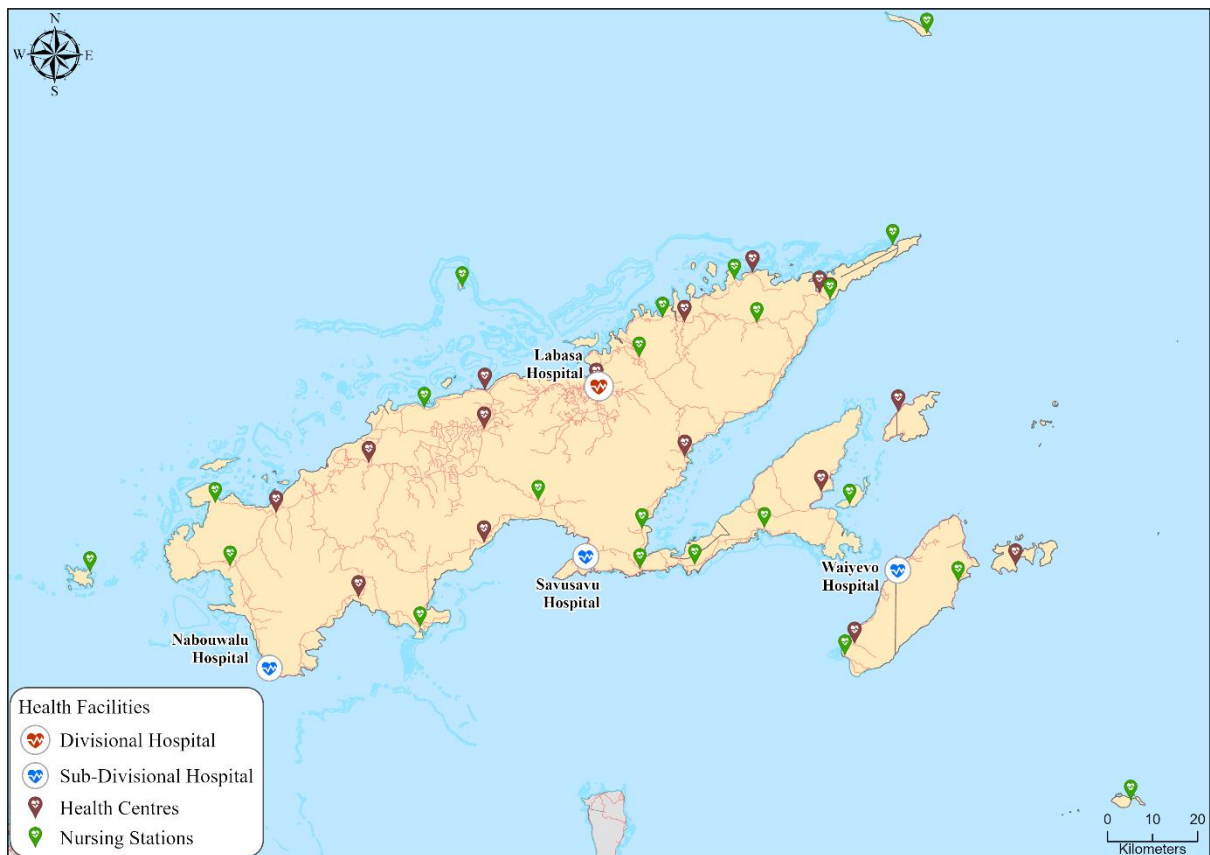 N
W E
S
Labasa
Hospital
Waiyevo
Hospital
Savusavu
Hospital
Nabouwalu
Hospital
Health Facilities
Divisional Hospital
Sub-Divisional Hospital
Health Centres
Nursing Stations
0 10 20
Kilometers